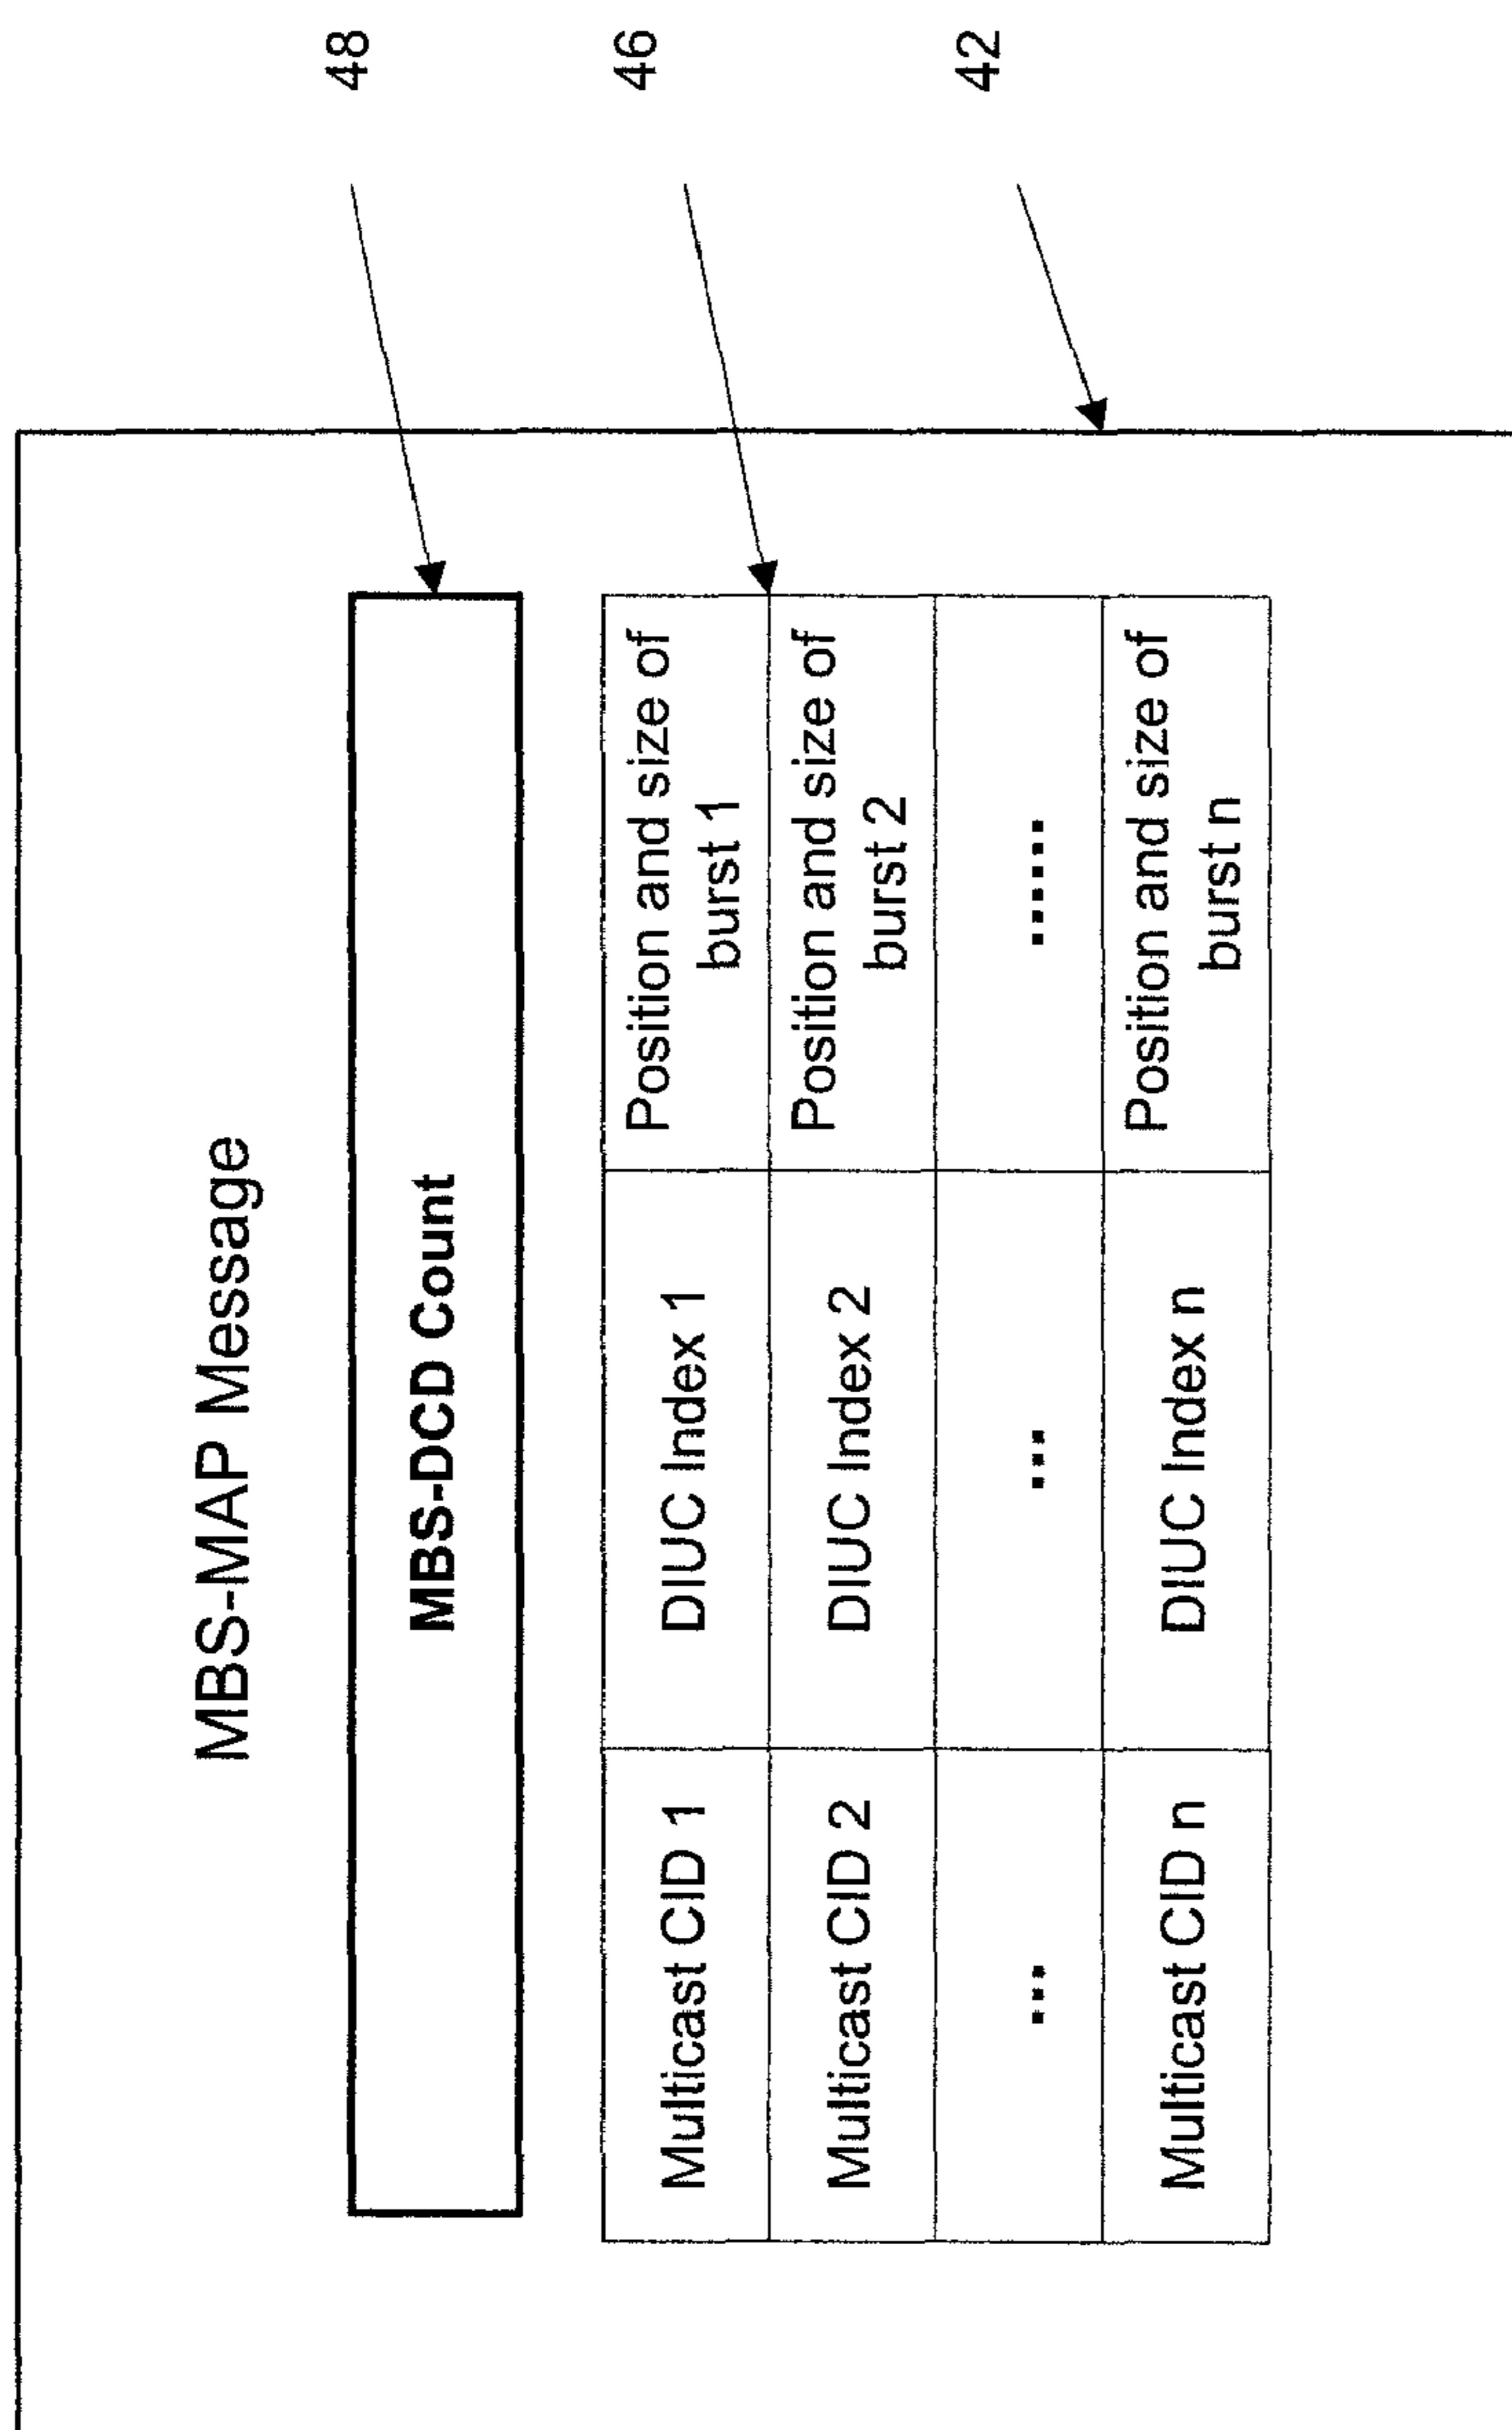 MBS-MAP Message
48
MBS-DCD Count
46
Multicast CID 1 DIUC Index 1 Position and size of
burst 1
Multicast CID 2 DIUC Index 2 Position and size of
burst 2
... ... ......
42
Multicast CID n DIUC Index n Position and size of
burst n